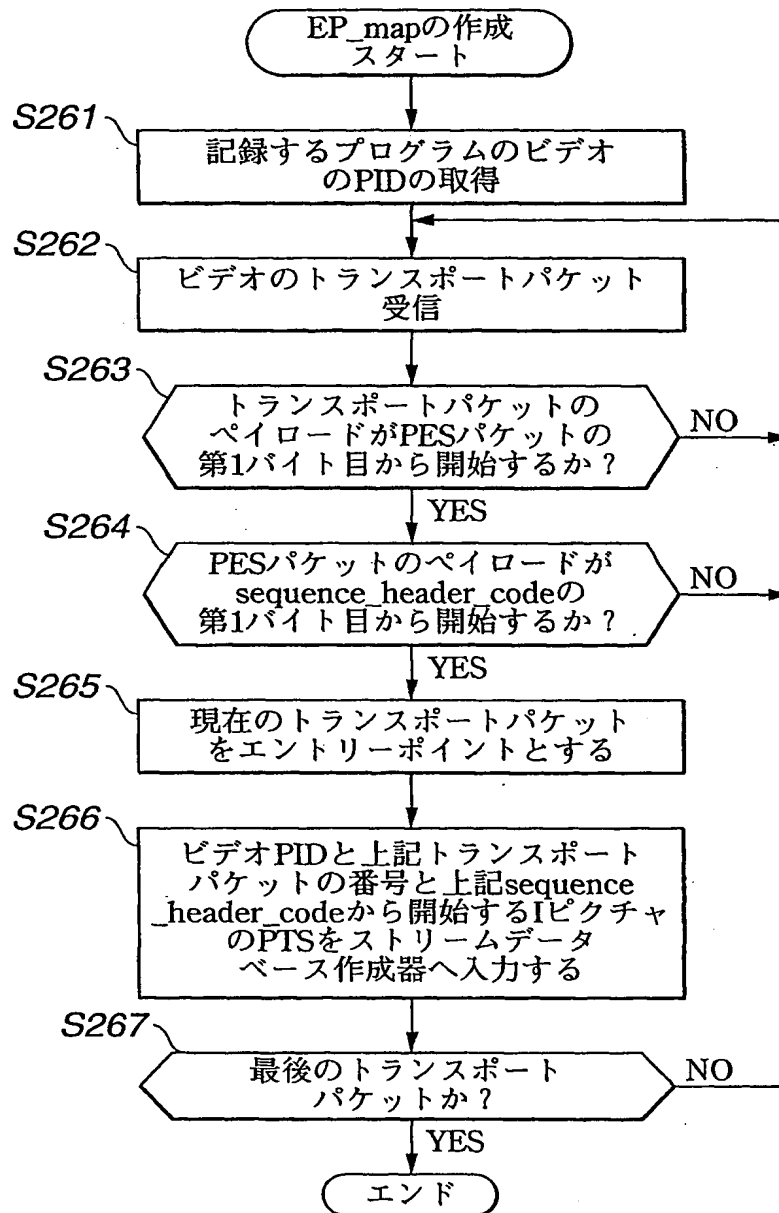 EP_mapの作成
スタート
S261
記録するプログラムのビデオ
のPIDの取得
S262
ビデオのトランスポートパケット
受信
S263
トランスポートパケットの
ペイロードがPESパケットの
第1バイト目から開始するか?
NO
YES
S264
PESパケットのペイロードが
sequence_header_codeの
第1バイト目から開始するか?
NO
YES
S265
現在のトランスポートパケット
をエントリーポイントとする
S266
ビデオPIDと上記トランスポート
パケットの番号と上記sequence
_header_codeから開始するIピクチャ
のPTSをストリームデータ
ベース作成器へ入力する
S267
最後のトランスポート
パケットか?
NO
YES
エンド